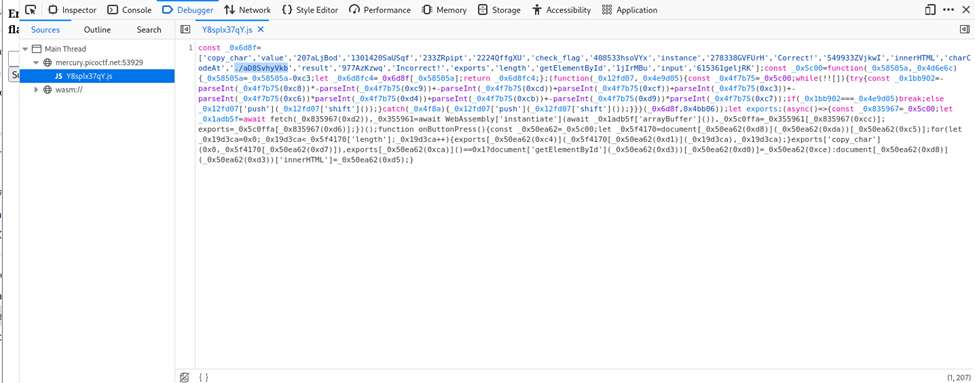 Inspector Console Debugger Network Style Editor Performance Memory Storage Accessibility Application
Sources Outline Search
Y8splx37qY.js
Main Thread
mercury.picoctf.net:53929
JS Y8splx37qY.js
wasm://
1
const _0x6d8f=
['copy_char','value','207aLjBod','1301420SaUSqf','233ZRpipt','2224QffgXU','check_flag','408533hsoVYx','instance','278338GVFUrH','Correct!','549933ZVjkwI','innerHTML','charC
odeAt','./aD8SvhyVkb','result','977AzKzwq','Incorrect!','exports','length','getElementById','1jIrMBu','input','615361geljRK'];const _0x5c00=function(_0x58505a,_0x4d6e6c)
{_0x58505a=_0x58505a-0xc3;let _0x6d8fc4=_0x6d8f[_0x58505a];return _0x6d8fc4;};(function(_0x12fd07,_0x4e9d05){const _0x4f7b75=_0x5c00;while(!![]){try{const _0x1bb902=-
parseInt(_0x4f7b75(0xc8))*-parseInt(_0x4f7b75(0xc9))+-parseInt(_0x4f7b75(0xcd))+parseInt(_0x4f7b75(0xcf))+parseInt(_0x4f7b75(0xc3))+-
parseInt(_0x4f7b75(0xc6))*parseInt(_0x4f7b75(0xd4))+parseInt(_0x4f7b75(0xcb))+-parseInt(_0x4f7b75(0xd9))*parseInt(_0x4f7b75(0xc7));if(_0x1bb902===_0x4e9d05)break;else
_0x12fd07['push'](_0x12fd07['shift']());}catch(_0x4f8a){_0x12fd07['push'](_0x12fd07['shift']());}}}(_0x6d8f,0x4bb06));let exports;(async()=>{const _0x835967=_0x5c00;let
_0x1adb5f=await fetch(_0x835967(0xd2)),_0x355961=await WebAssembly['instantiate'](await _0x1adb5f['arrayBuffer']()),_0x5c0ffa=_0x355961[_0x835967(0xcc)];
exports=_0x5c0ffa[_0x835967(0xd6)];})();function onButtonPress(){const _0x50ea62=_0x5c00;let _0x5f4170=document[_0x50ea62(0xd8)](_0x50ea62(0xda))[_0x50ea62(0xc5)];for(let
_0x19d3ca=0x0;_0x19d3ca<_0x5f4170['length'];_0x19d3ca++){exports[_0x50ea62(0xc4)](_0x5f4170[_0x50ea62(0xd1)](_0x19d3ca),_0x19d3ca);}exports['copy_char']
(0x0,_0x5f4170[_0x50ea62(0xd7)]),exports[_0x50ea62(0xca)]()==0x1?document['getElementById'](_0x50ea62(0xd3))[_0x50ea62(0xd0)]=_0x50ea62(0xce):document[_0x50ea62(0xd8)]
(_0x50ea62(0xd3))['innerHTML']=_0x50ea62(0xd5);}
{ }
(1, 207)